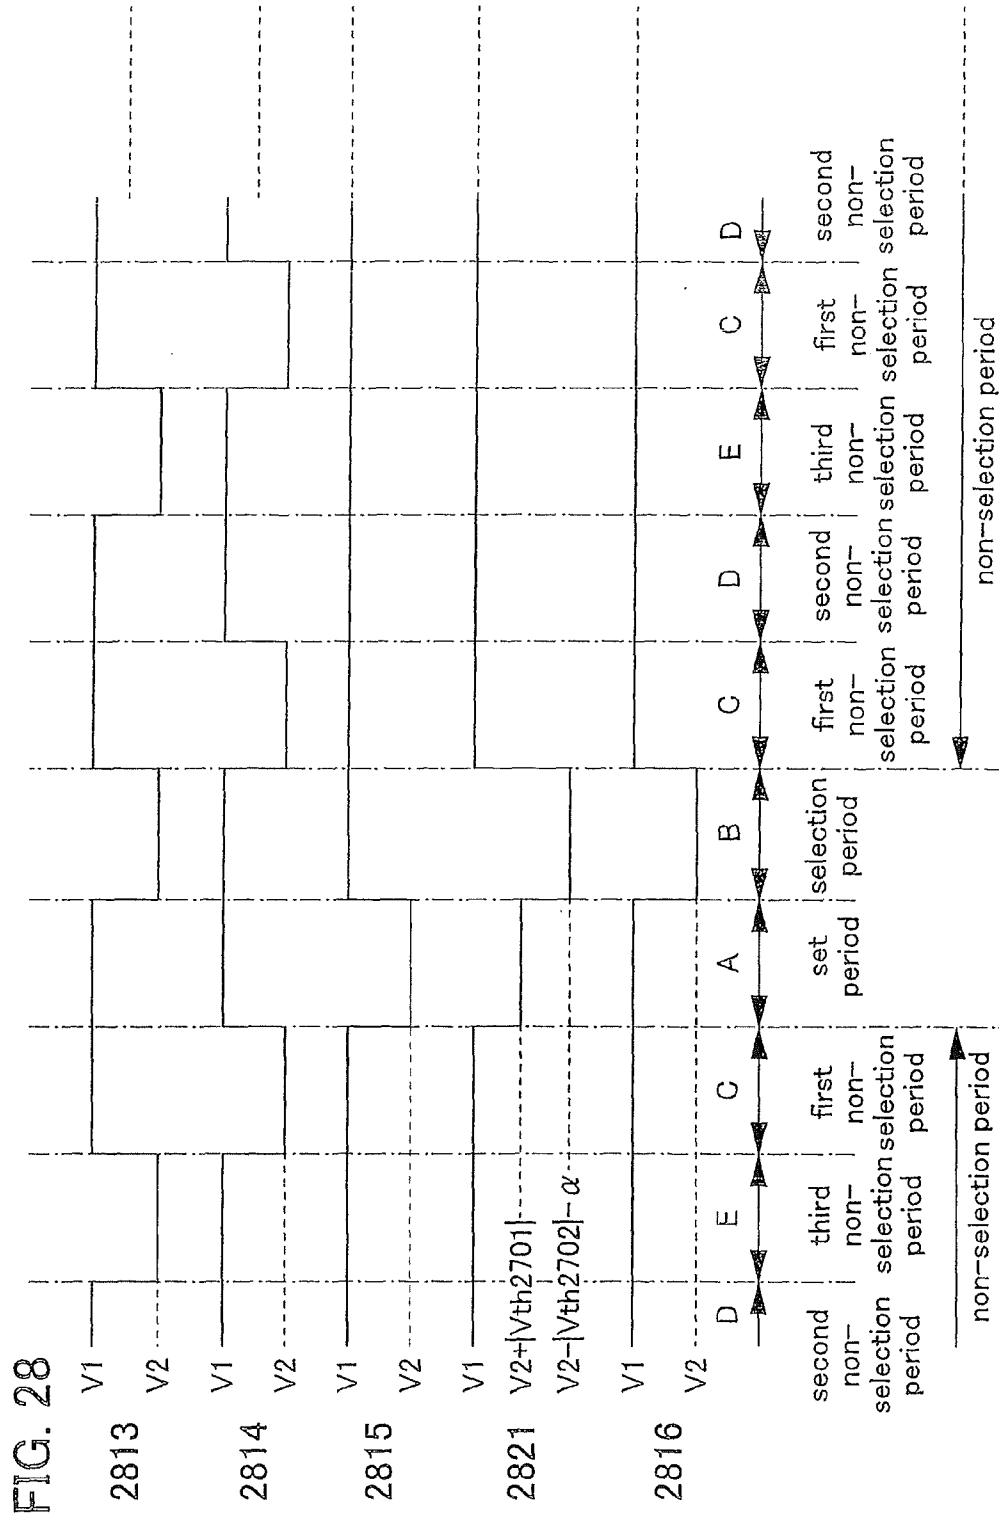 FIG. 28
2813
V1
V2
2814
V1
V2
2815
V1
V2
2821
V1
V2+|Vth2701|
V2-|Vth2702|-α
2816
V1
V2
D
E
C
A
B
C
D
E
C
D
second
non-
selection
period
third
non-
selection
period
first
non-
selection
period
set
period
selection
period
first
non-
selection
period
second
non-
selection
period
third
non-
selection
period
first
non-
selection
period
second
non-
selection
period
non-selection period
non-selection period